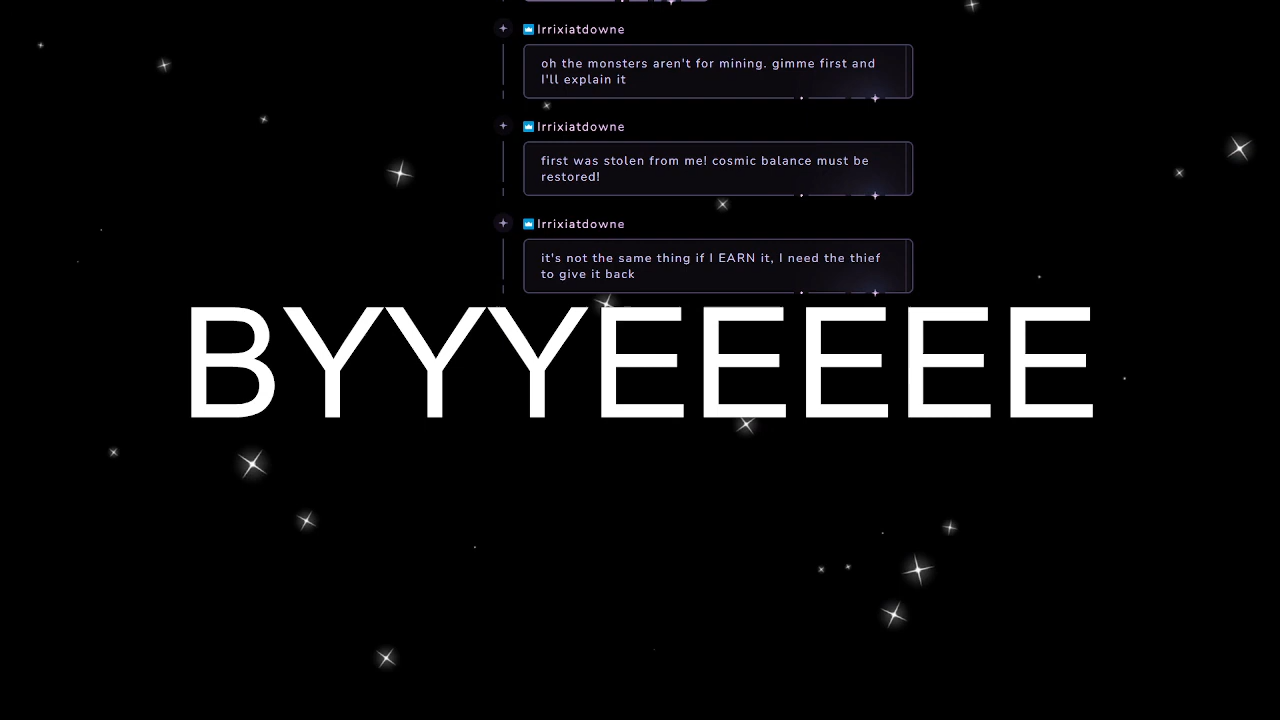 Irrixiatdowne
oh the monsters aren't for mining. gimme first and
I'll explain it
Irrixiatdowne
first was stolen from me! cosmic balance must be
restored!
Irrixiatdowne
it's not the same thing if I EARN it, I need the thief
to give it back
BYYYEEEEE